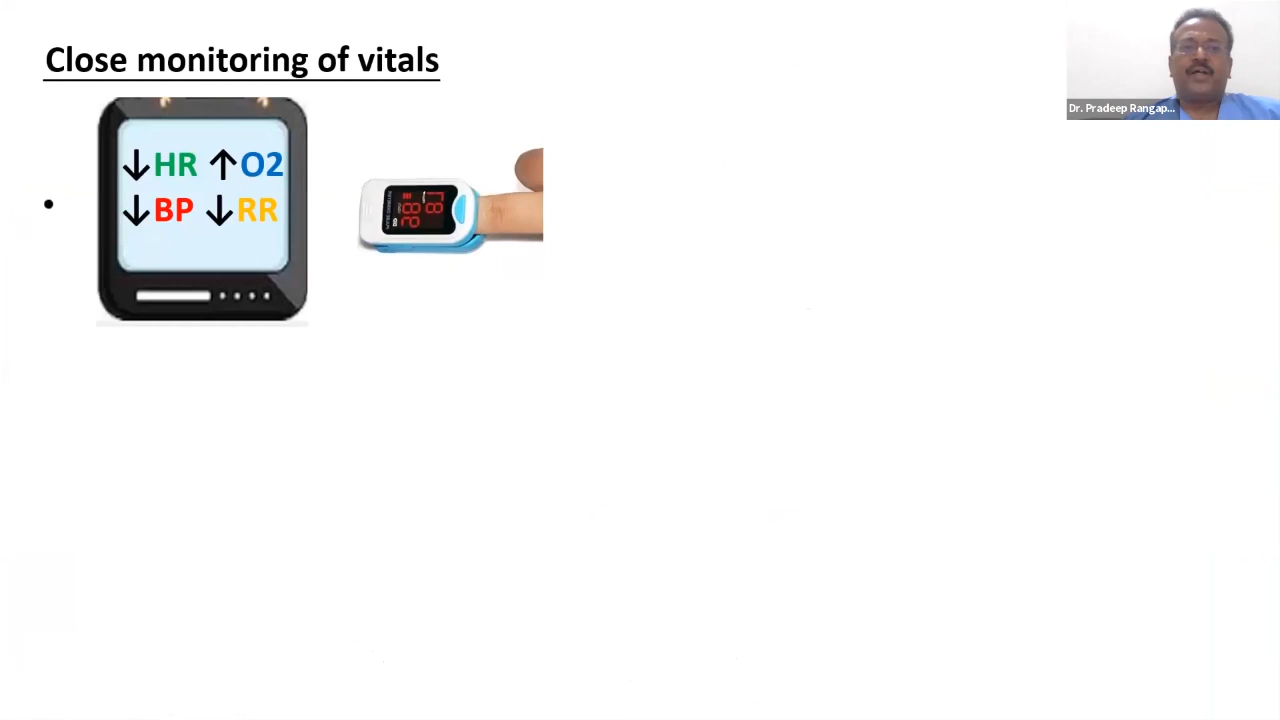 Close monitoring of vitals
Dr. Pradeep Rangap...
• ↓HR ↑O2
↓BP ↓RR